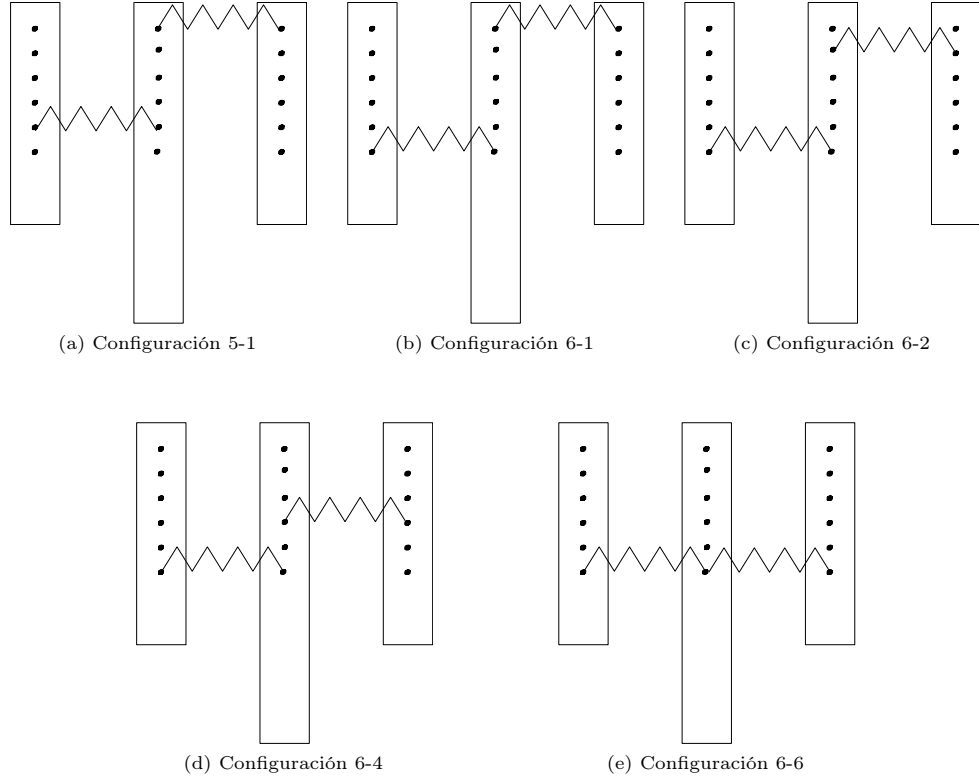 (a) Configuración 5-1
(b) Configuración 6-1
(c) Configuración 6-2
(d) Configuración 6-4
(e) Configuración 6-6